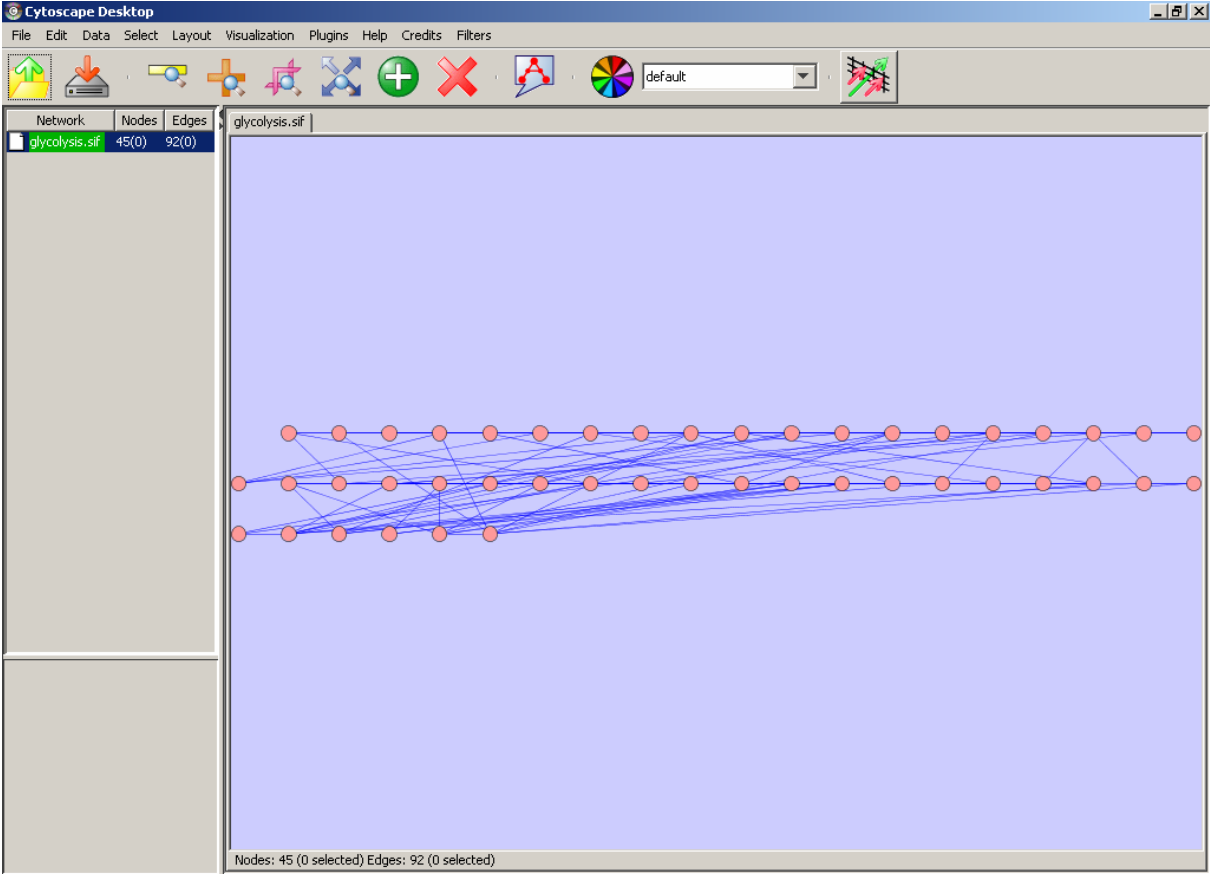 Cytoscape Desktop
File Edit Data Select Layout Visualization Plugins Help Credits Filters
default
Network Nodes Edges
glycolysis.sif 45(0) 92(0)
glycolysis.sif
Nodes: 45 (0 selected) Edges: 92 (0 selected)